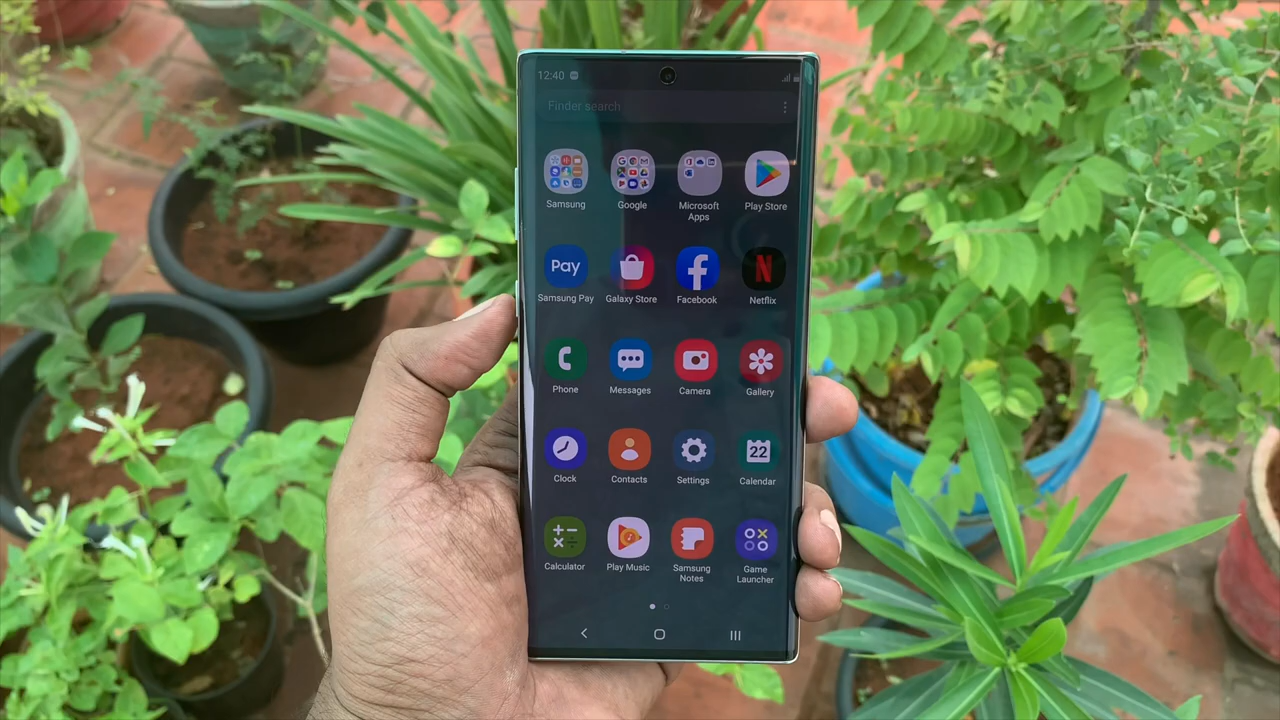 12:40
Finder search
Samsung
Google
Microsoft
Apps
Play Store
Pay
Samsung Pay
Galaxy Store
Facebook
N
Netflix
Phone
Messages
Camera
Gallery
22
Clock
Contacts
Settings
Calendar
Calculator
Play Music
Samsung
Notes
Game
Launcher